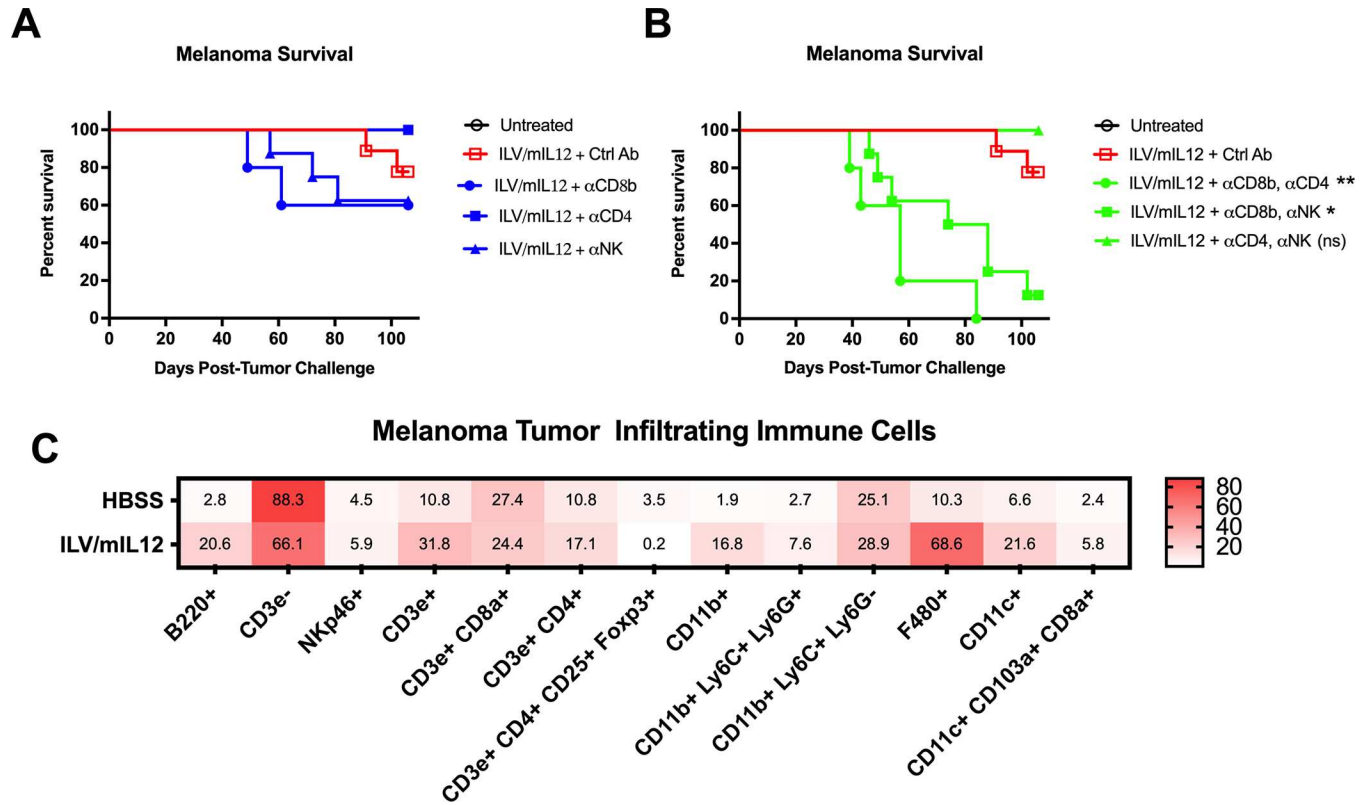 A
Melanoma Survival
Percent survival
100
80
60
40
20
0
0 20 40 60 80 100
Days Post-Tumor Challenge
Untreated
ILV/mIL12 + Ctrl Ab
ILV/mIL12 + αCD8b
ILV/mIL12 + αCD4
ILV/mIL12 + αNK
B
Melanoma Survival
Percent survival
100
80
60
40
20
0
0 20 40 60 80 100
Days Post-Tumor Challenge
Untreated
ILV/mIL12 + Ctrl Ab
ILV/mIL12 + αCD8b, αCD4 **
ILV/mIL12 + αCD8b, αNK *
ILV/mIL12 + αCD4, αNK (ns)
C
Melanoma Tumor Infiltrating Immune Cells
HBSS 2.8 88.3 4.5 10.8 27.4 10.8 3.5 1.9 2.7 25.1 10.3 6.6 2.4
ILV/mIL12 20.6 66.1 5.9 31.8 24.4 17.1 0.2 16.8 7.6 28.9 68.6 21.6 5.8
80
60
40
20
B220+
CD3e-
NKp46+
CD3e+
CD3e+ CD8a+
CD3e+ CD4+
CD3e+ CD4+ CD25+ Foxp3+
CD11b+
CD11b+ Ly6C+ Ly6G+
CD11b+ Ly6C+ Ly6G-
F480+
CD11c+
CD11c+ CD103a+ CD8a+